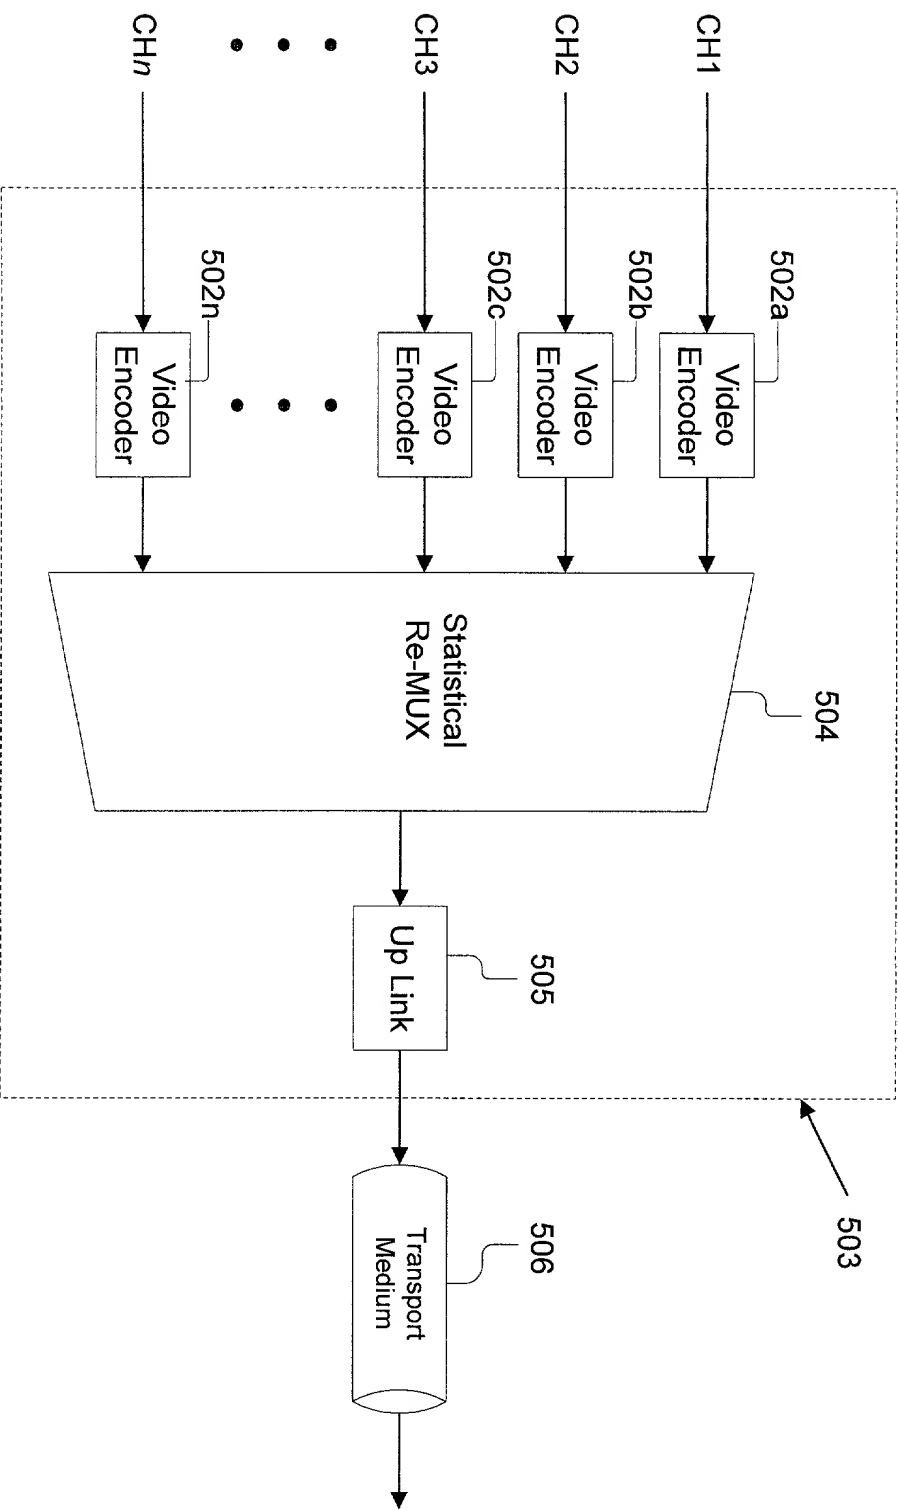 CH1
CH2
CH3
CHn
502a
502b
502c
502n
Video
Encoder
Video
Encoder
Video
Encoder
Video
Encoder
504
Statistical
Re-MUX
505
Up Link
503
506
Transport
Medium